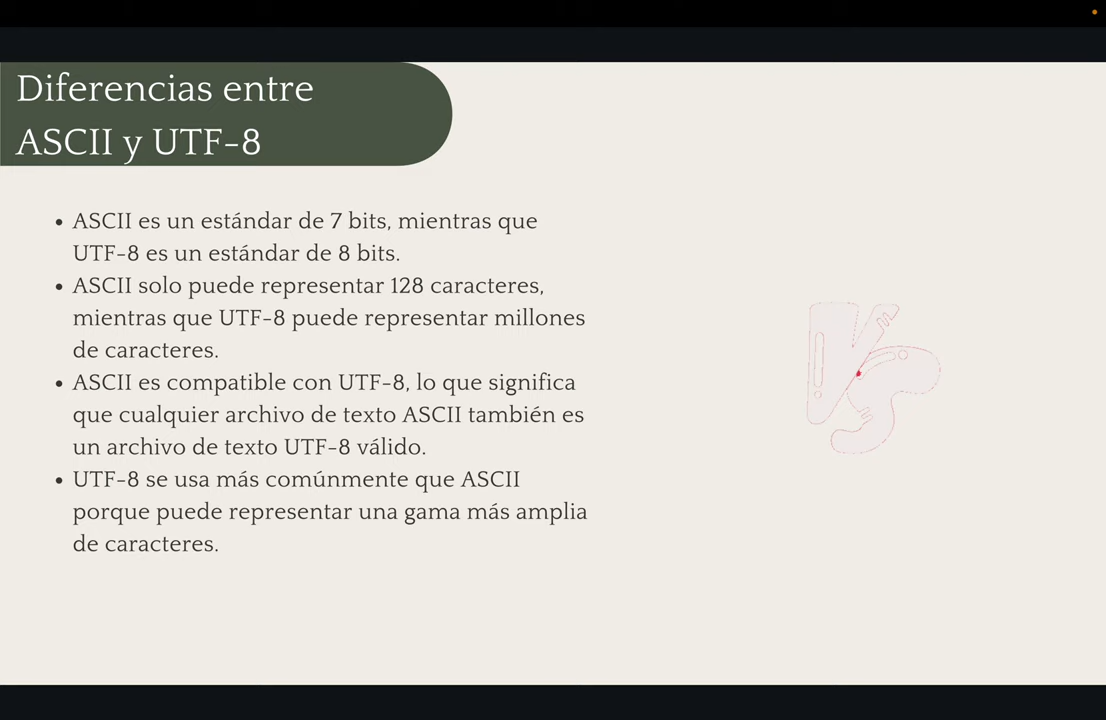 Diferencias entre
ASCII y UTF-8
• ASCII es un estándar de 7 bits, mientras que
UTF-8 es un estándar de 8 bits.
• ASCII solo puede representar 128 caracteres,
mientras que UTF-8 puede representar millones
de caracteres.
• ASCII es compatible con UTF-8, lo que significa
que cualquier archivo de texto ASCII también es
un archivo de texto UTF-8 válido.
• UTF-8 se usa más comúnmente que ASCII
porque puede representar una gama más amplia
de caracteres.
VS